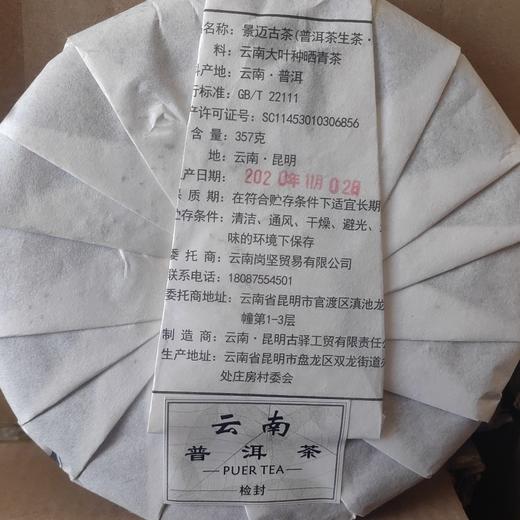 名称: 景迈古茶(普洱茶生茶·
料: 云南大叶种晒青茶
产地: 云南·普洱
行标准: GB/T 22111
产许可证号: SC11453010306856
含 量: 357克
地: 云南·昆明
产日期: 2020年11月02日
保 质 期: 在符合贮存条件下适宜长期
贮存条件: 清洁、通风、干燥、避光、
味的环境下保存
委 托 商: 云南岗坚贸易有限公司
联系电话: 18087554501
委托商地址: 云南省昆明市官渡区滇池龙
幢第1-3层
制 造 商: 云南·昆明古驿工贸有限责任公
生产地址: 云南省昆明市盘龙区双龙街道办
处庄房村委会
云南
普洱茶
PUER TEA
检封